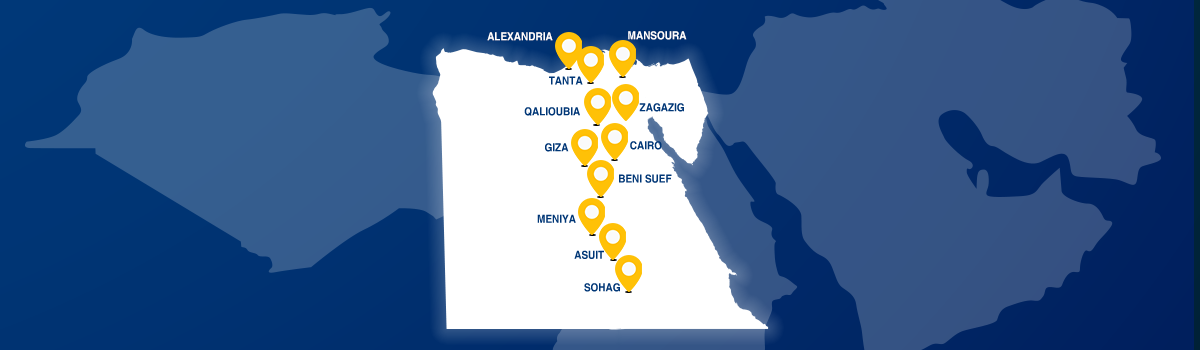 ALEXANDRIA
MANSOURA
TANTA
QALIOUBIA
ZAGAZIG
GIZA
CAIRO
BENI SUEF
MENIYA
ASUIT
SOHAG